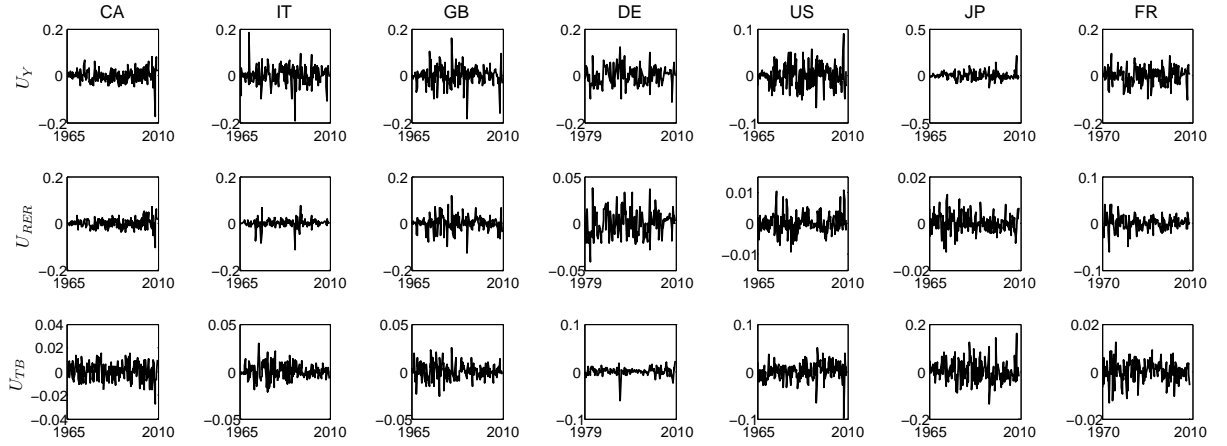 CA IT GB DE US JP FR
0.2 0.2 0.2 0.2 0.1 0.5 0.2
U_Y 0 0 0 0 0 0 0
−0.2 −0.2 −0.2 −0.2 −0.1 −0.5 −0.2
1965 2010 1965 2010 1965 2010 1979 2010 1965 2010 1965 2010 1970 2010
0.2 0.2 0.2 0.05 0.02 0.1
0.01
U_RER 0 0 0 0 0 0 0
−0.01
−0.2 −0.2 −0.2 −0.05 −0.02 −0.1
1965 2010 1965 2010 1965 2010 1979 2010 1965 2010 1965 2010 1970 2010
0.04 0.05 0.05 0.1 0.1 0.2 0.02
0.02
U_TB 0 0 0 0 0 0 0
−0.02
−0.04 −0.05 −0.05 −0.1 −0.1 −0.2 −0.02
1965 2010 1965 2010 1965 2010 1979 2010 1965 2010 1965 2010 1970 2010